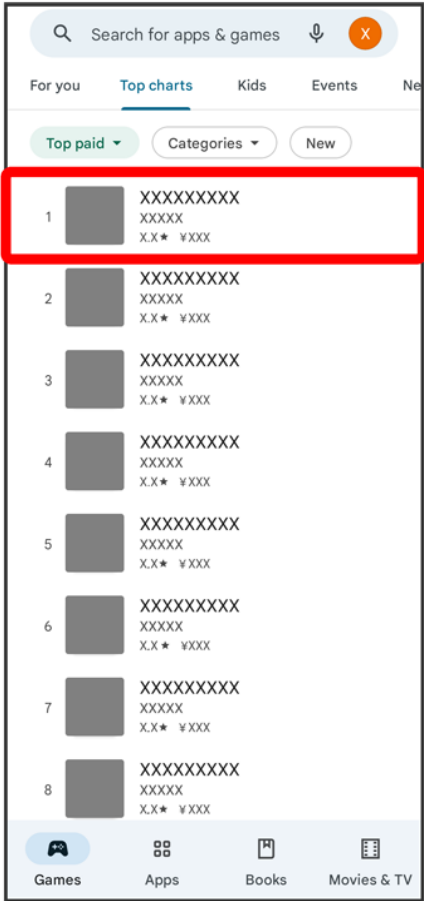 Search for apps & games X
For you Top charts Kids Events Ne
Top paid Categories New
1 XXXXXXXXX
XXXXX
X.X★ ¥XXX
2 XXXXXXXXX
XXXXX
X.X★ ¥XXX
3 XXXXXXXXX
XXXXX
X.X★ ¥XXX
4 XXXXXXXXX
XXXXX
X.X★ ¥XXX
5 XXXXXXXXX
XXXXX
X.X★ ¥XXX
6 XXXXXXXXX
XXXXX
X.X★ ¥XXX
7 XXXXXXXXX
XXXXX
X.X★ ¥XXX
8 XXXXXXXXX
XXXXX
X.X★ ¥XXX
Games Apps Books Movies & TV